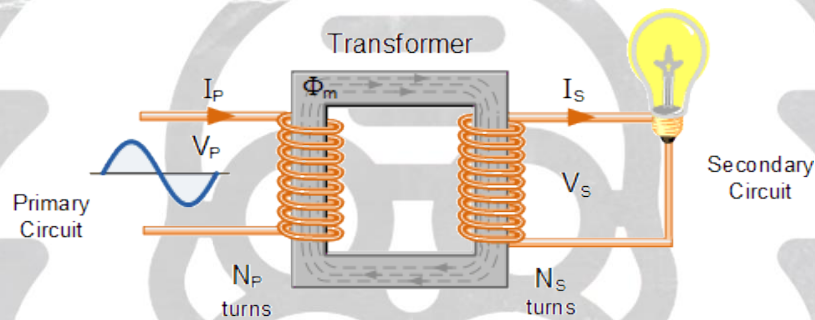 Transformer
Φm
IP
IS
VP
VS
Primary
Circuit
Secondary
Circuit
NP
turns
NS
turns